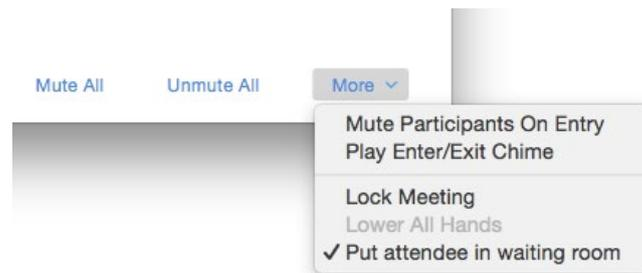 Mute All Unmute All More
Mute Participants On Entry
Play Enter/Exit Chime
Lock Meeting
Lower All Hands
✓ Put attendee in waiting room